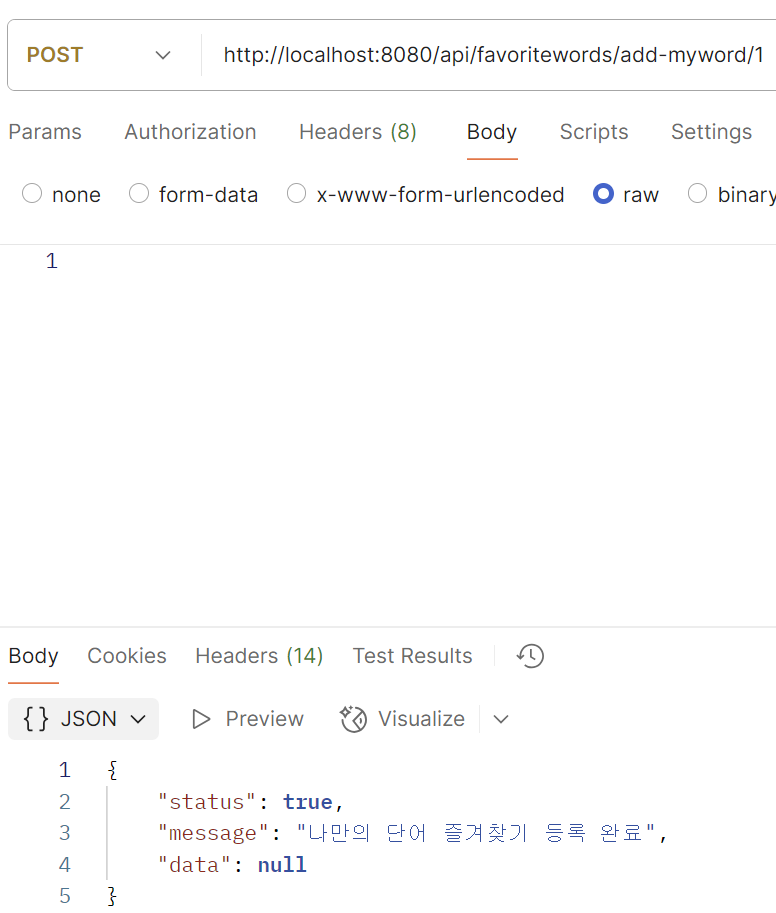 POST http://localhost:8080/api/favoritewords/add-myword/1
Params Authorization Headers (8) Body Scripts Settings
none form-data x-www-form-urlencoded raw binary
1
Body Cookies Headers (14) Test Results
{ } JSON Preview Visualize
1 {
2 "status": true,
3 "message": "나만의 단어 즐겨찾기 등록 완료",
4 "data": null
5 }